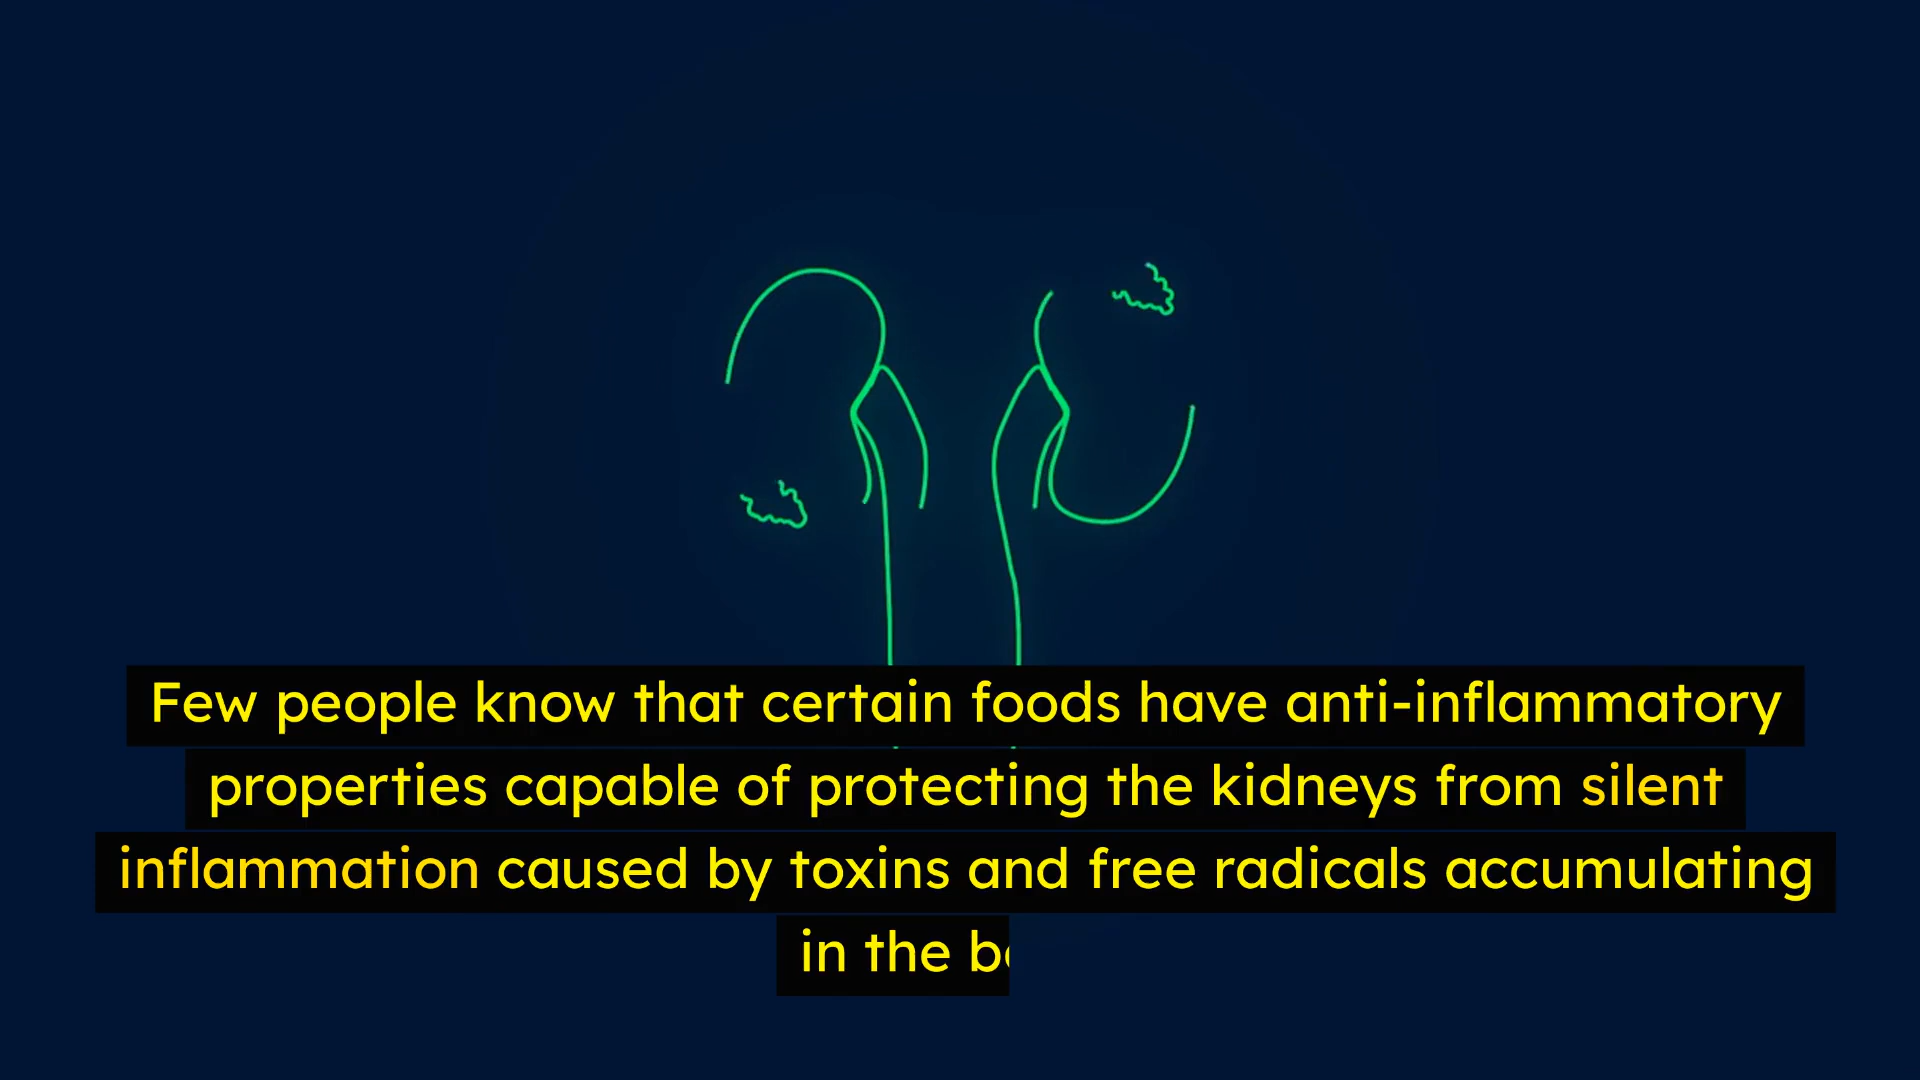 Few people know that certain foods have anti-inflammatory
properties capable of protecting the kidneys from silent
inflammation caused by toxins and free radicals accumulating
in the